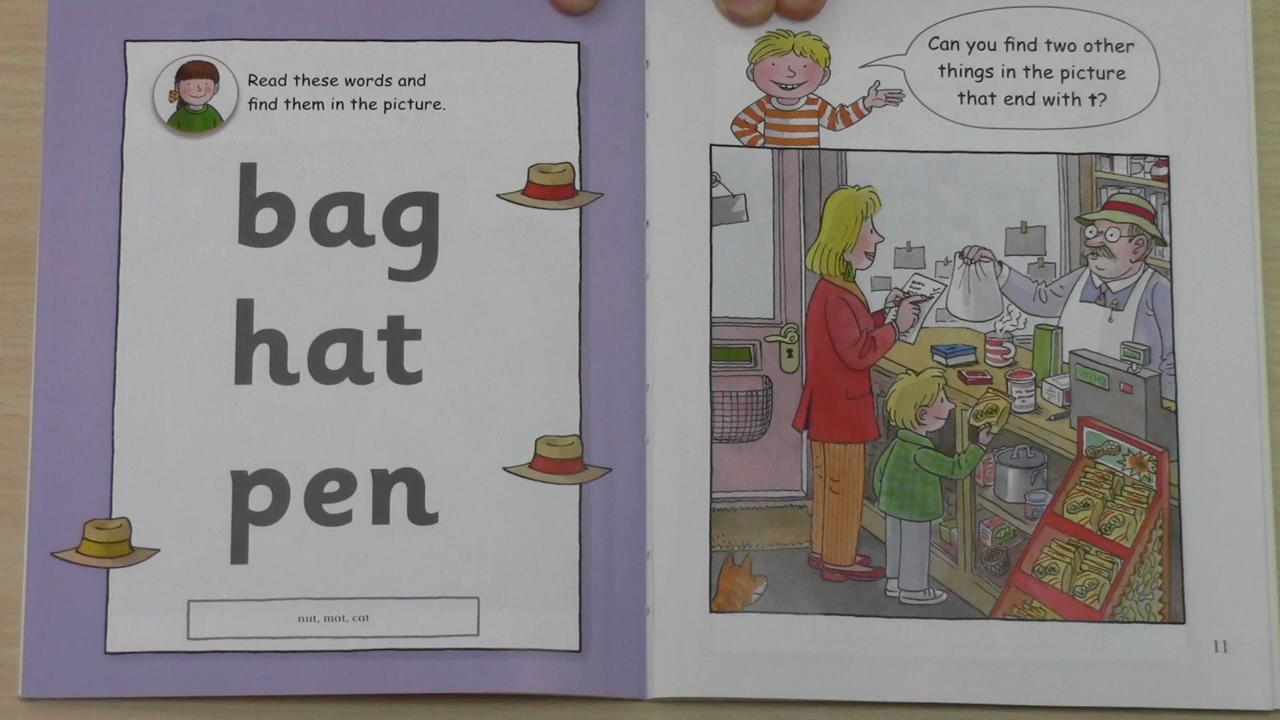 Read these words and
find them in the picture.
bag
hat
pen
nut, mat, cat
Can you find two other
things in the picture
that end with t?
11